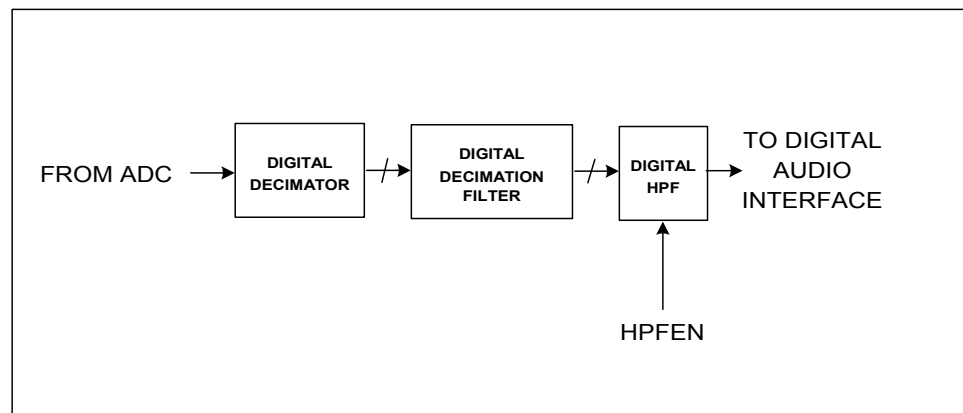 FROM ADC
DIGITAL
DECIMATOR
DIGITAL
DECIMATION
FILTER
DIGITAL
HPF
TO DIGITAL
AUDIO
INTERFACE
HPFEN